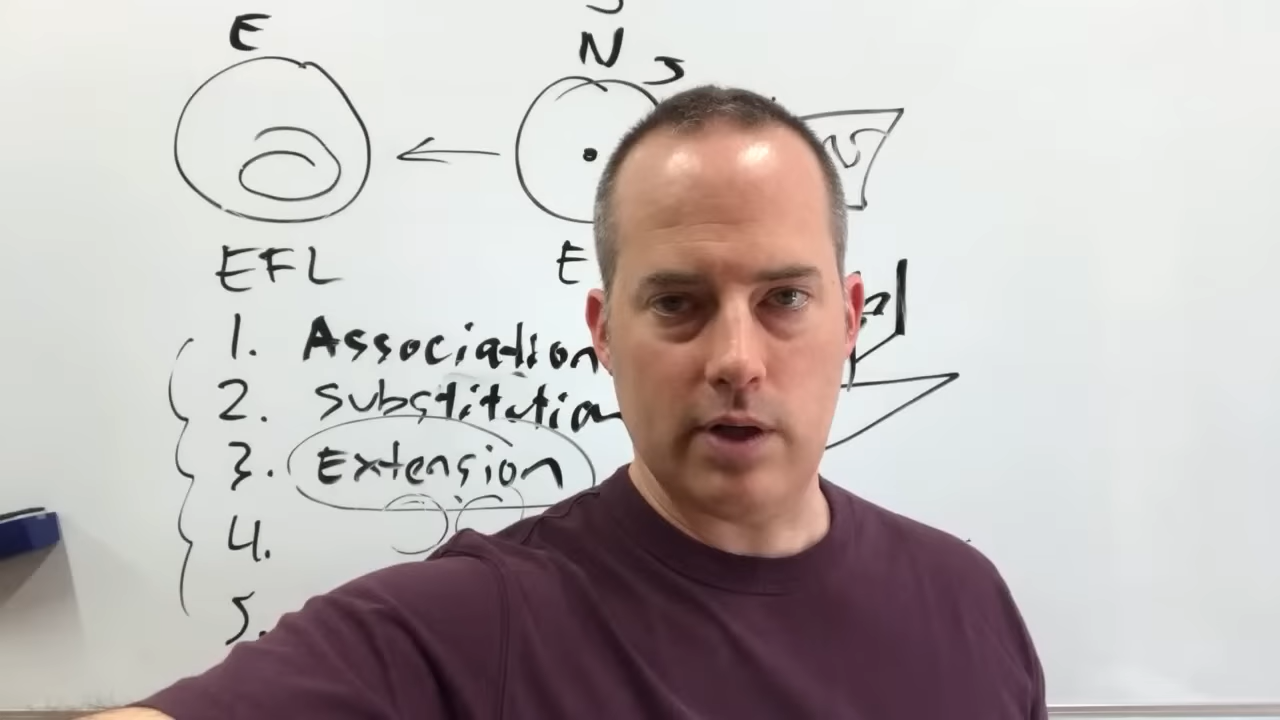 E
N
S
EFL
E
1. Association
2. Substitution
3. Extension
4.
5.